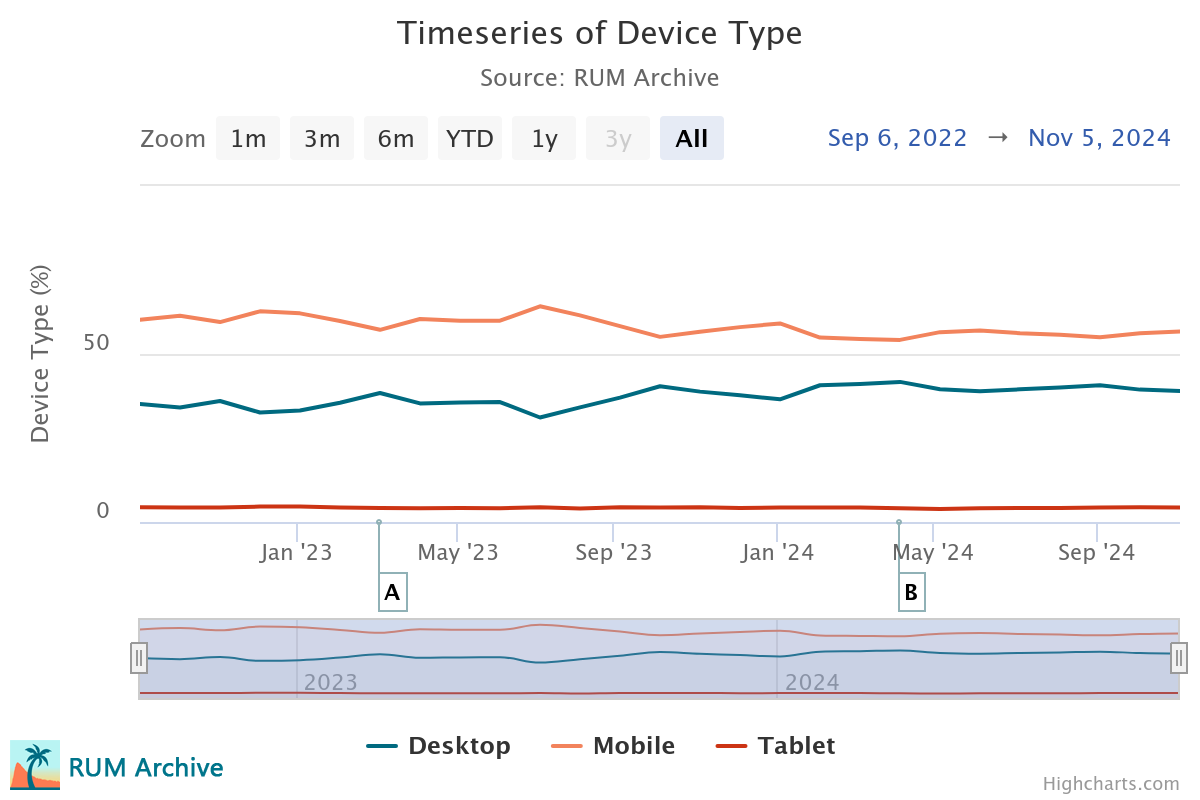 Timeseries of Device Type
Source: RUM Archive
Zoom 1m 3m 6m YTD 1y 3y All Sep 6, 2022 → Nov 5, 2024
Device Type (%)
50
0
Jan '23 May '23 Sep '23 Jan '24 May '24 Sep '24
A B
2023 2024
Desktop Mobile Tablet
RUM Archive
Highcharts.com